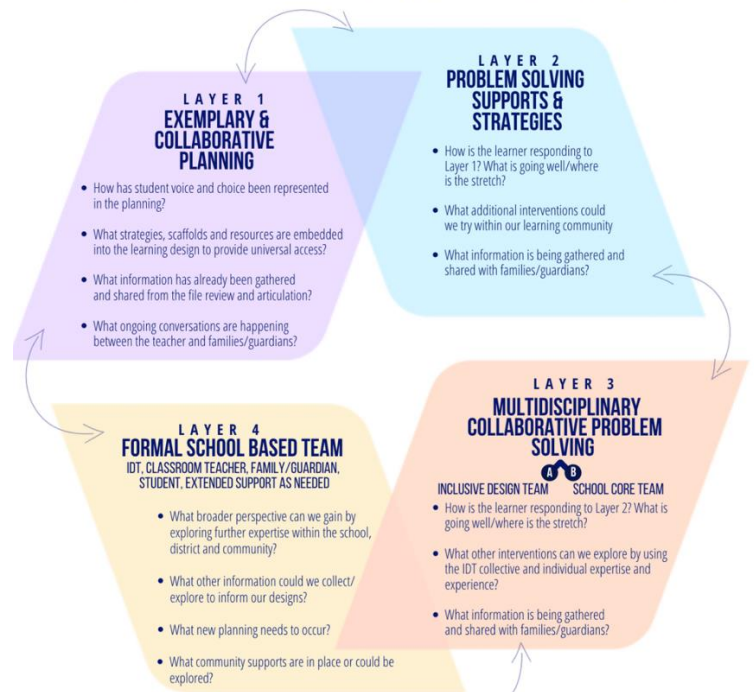 LAYER 1
EXEMPLARY &
COLLABORATIVE
PLANNING
• How has student voice and choice been represented
in the planning?
• What strategies, scaffolds and resources are embedded
into the learning design to provide universal access?
• What information has already been gathered
and shared from the file review and articulation?
• What ongoing conversations are happening
between the teacher and families/guardians?
LAYER 2
PROBLEM SOLVING
SUPPORTS &
STRATEGIES
• How is the learner responding to
Layer 1? What is going well/where
is the stretch?
• What additional interventions could
we try within our learning community
• What information is being gathered and
shared with families/guardians?
LAYER 3
MULTIDISCIPLINARY
COLLABORATIVE PROBLEM
SOLVING
A B
INCLUSIVE DESIGN TEAM SCHOOL CORE TEAM
• How is the learner responding to Layer 2? What is
going well/where is the stretch?
• What other interventions can we explore by using
the IDT collective and individual expertise and
experience?
• What information is being gathered
and shared with families/guardians?
LAYER 4
FORMAL SCHOOL BASED TEAM
IDT, CLASSROOM TEACHER, FAMILY/GUARDIAN,
STUDENT, EXTENDED SUPPORT AS NEEDED
• What broader perspective can we gain by
exploring further expertise within the school,
district and community?
• What other information could we collect/
explore to inform our designs?
• What new planning needs to occur?
• What community supports are in place or could be
explored?